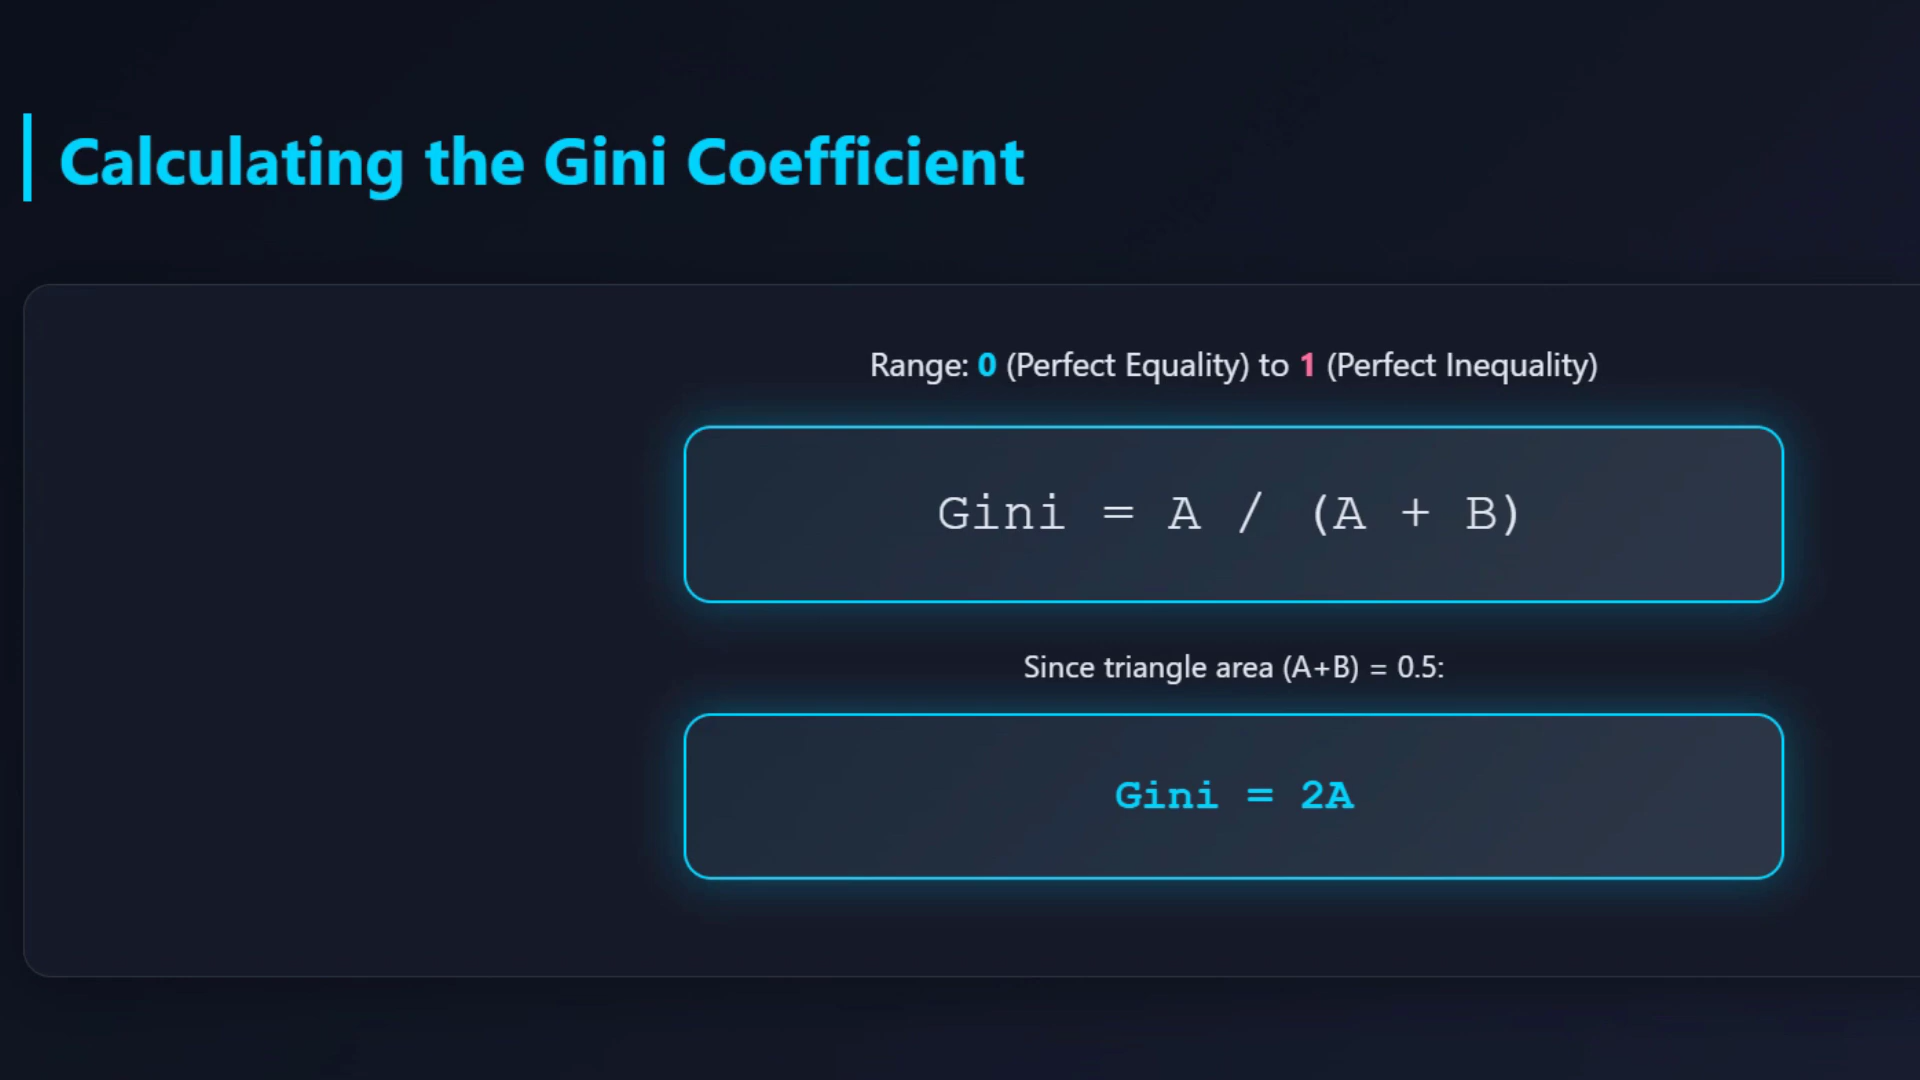 Calculating the Gini Coefficient
Range: 0 (Perfect Equality) to 1 (Perfect Inequality)
Gini = A / (A + B)
Since triangle area (A+B) = 0.5:
Gini = 2A